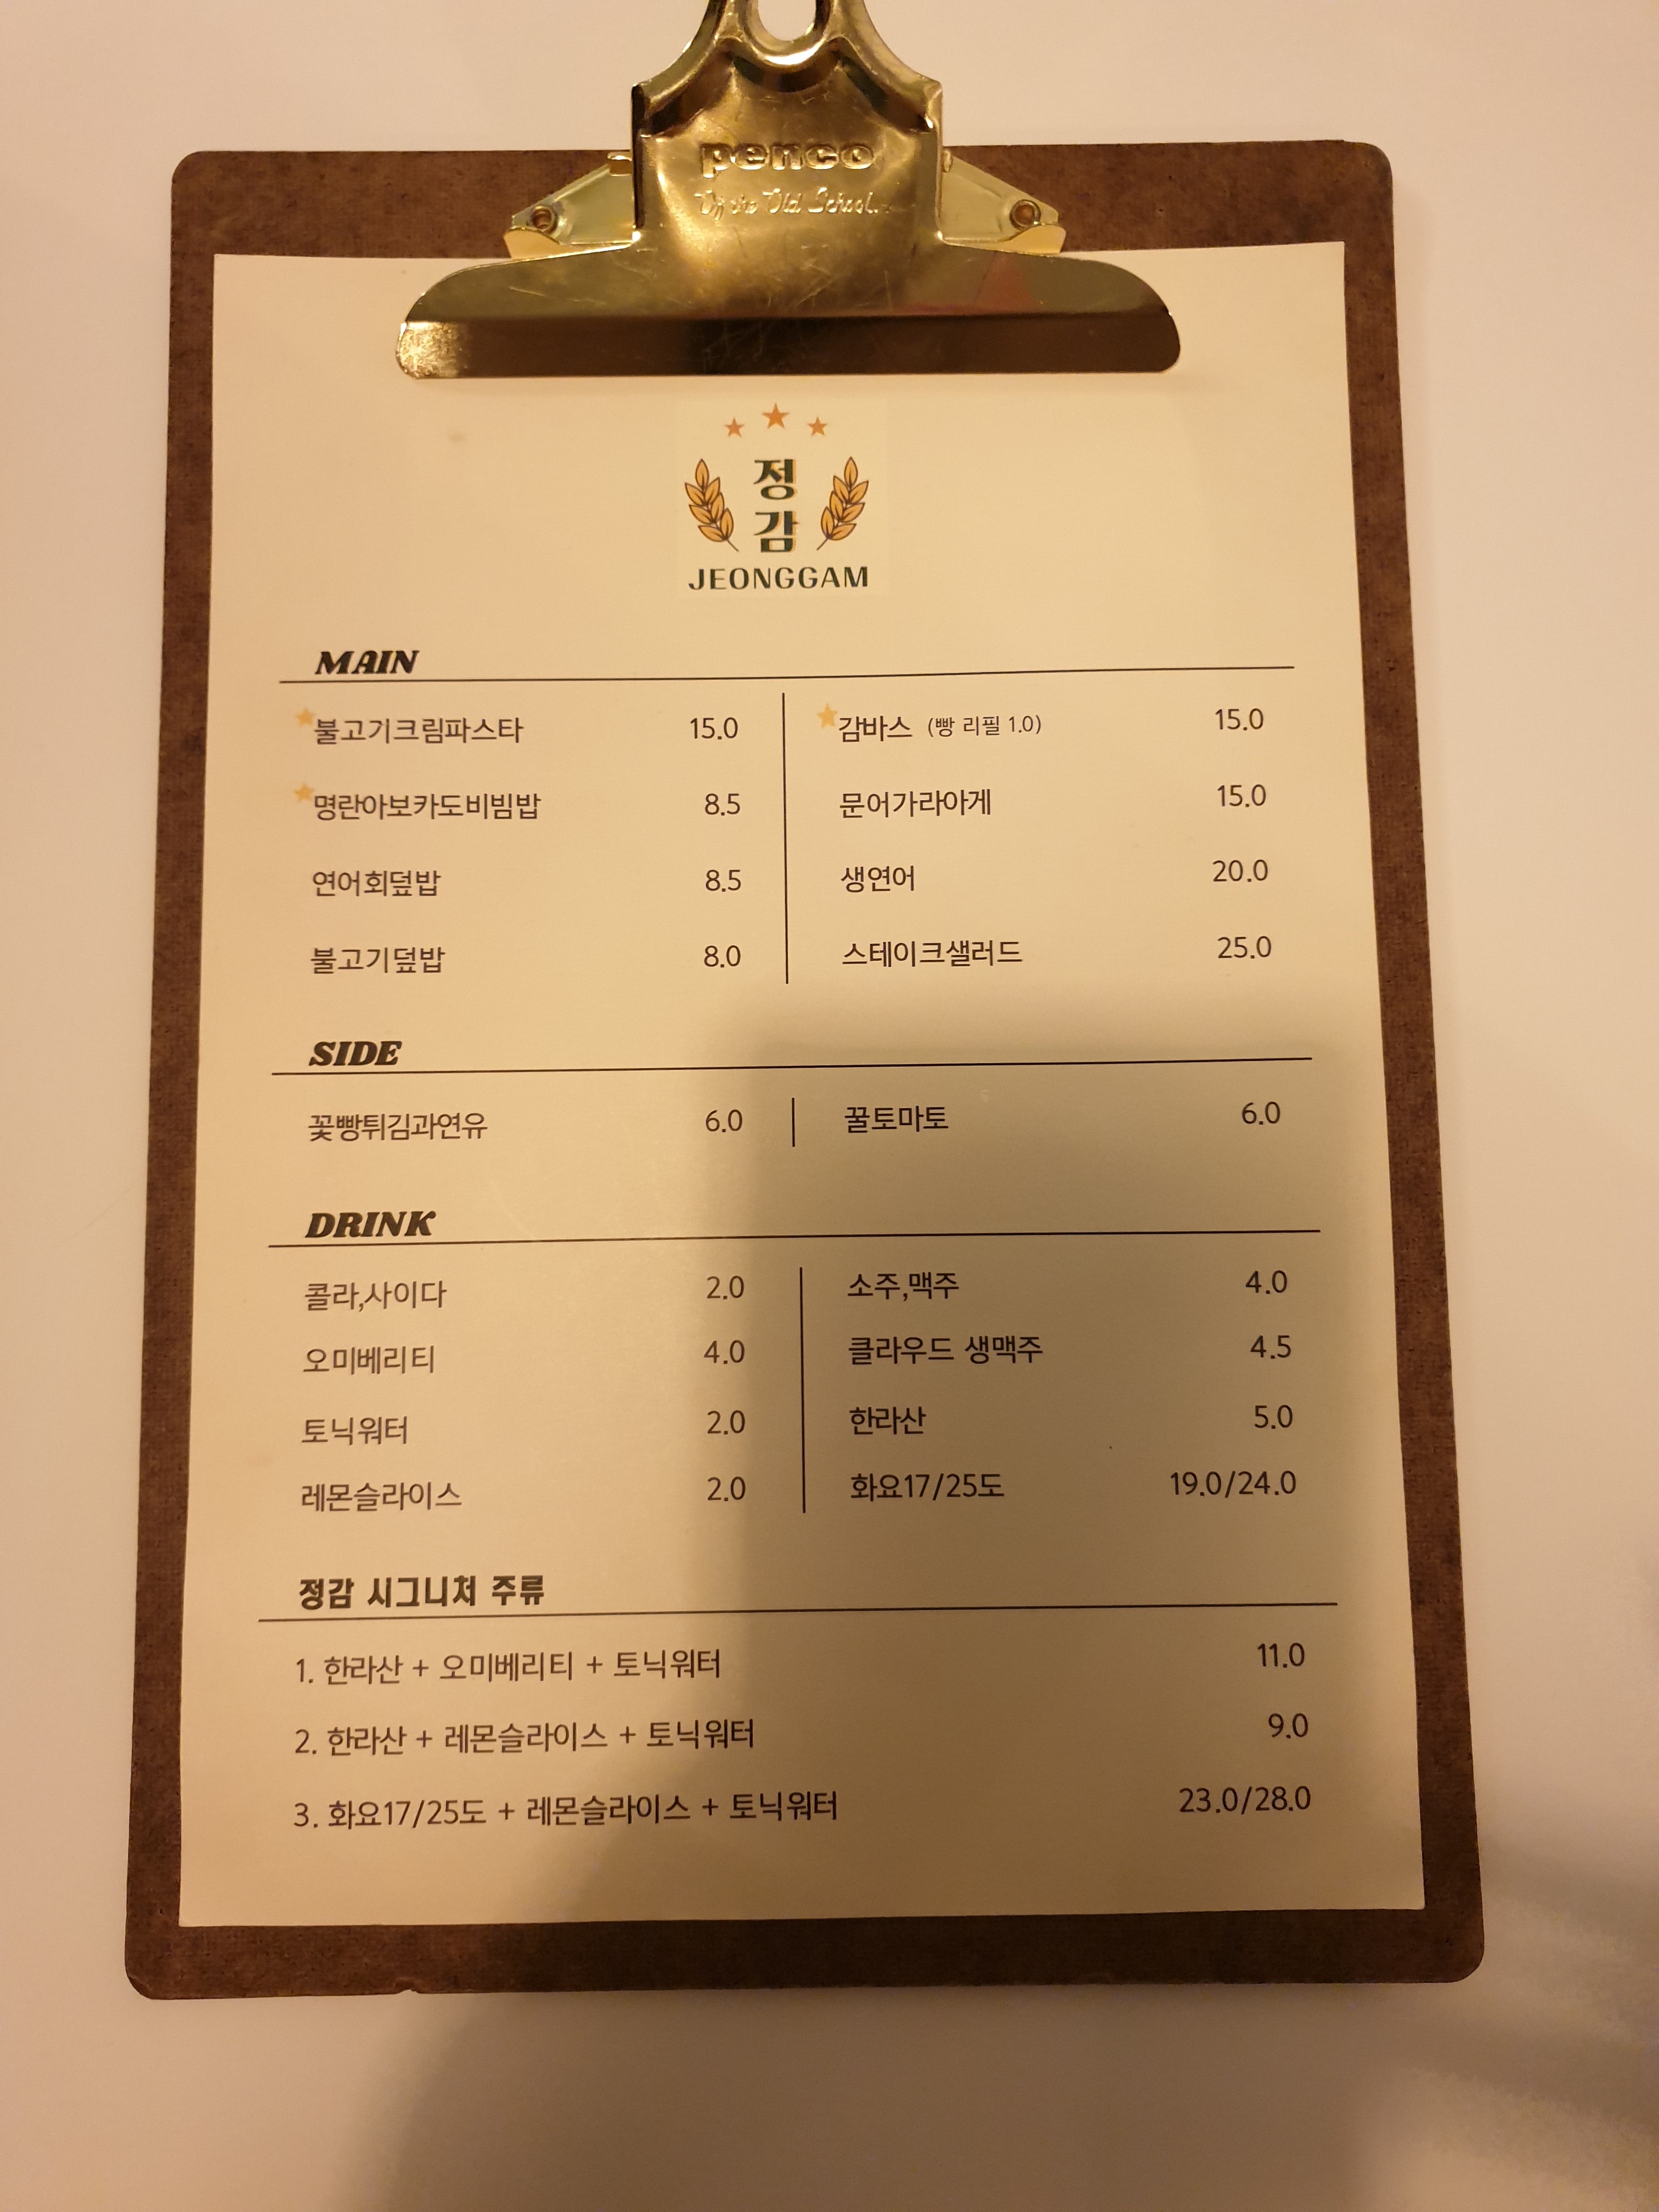 penco
Of the Old School.
정
감
JEONGGAM
MAIN
불고기크림파스타 15.0
명란아보카도비빔밥 8.5
연어회덮밥 8.5
불고기덮밥 8.0
감바스 (빵 리필 1.0) 15.0
문어가라아게 15.0
생연어 20.0
스테이크샐러드 25.0
SIDE
꽃빵튀김과연유 6.0
꿀토마토 6.0
DRINK
콜라,사이다 2.0
오미베리티 4.0
토닉워터 2.0
레몬슬라이스 2.0
소주,맥주 4.0
클라우드 생맥주 4.5
한라산 5.0
화요17/25도 19.0/24.0
정감 시그니처 주류
1. 한라산 + 오미베리티 + 토닉워터 11.0
2. 한라산 + 레몬슬라이스 + 토닉워터 9.0
3. 화요17/25도 + 레몬슬라이스 + 토닉워터 23.0/28.0